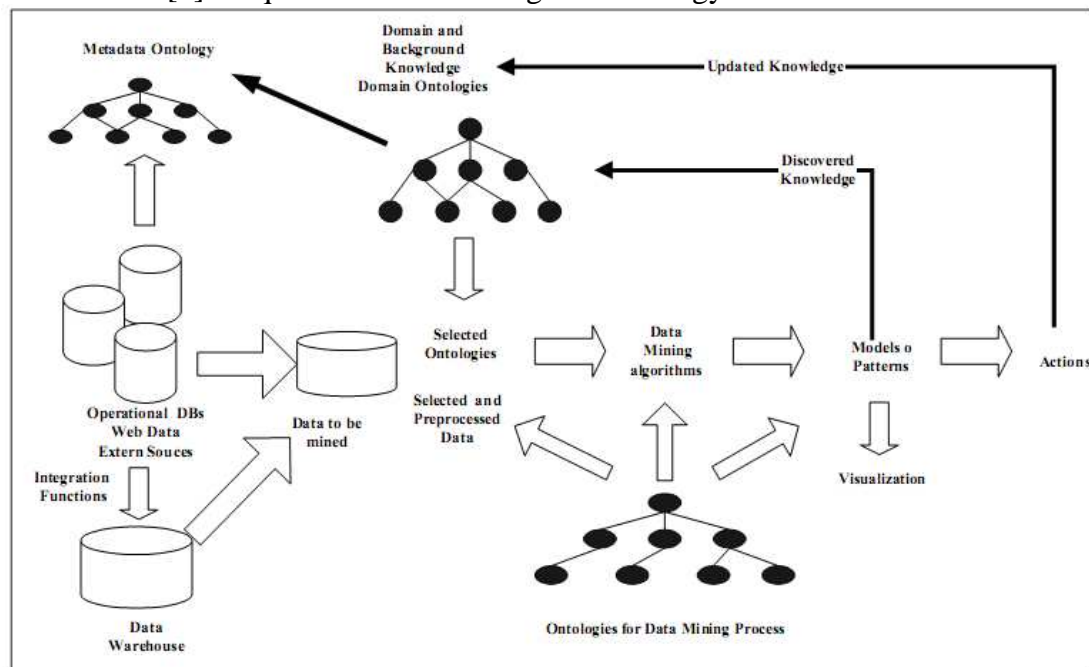 Metadata Ontology
Domain and
Background
Knowledge
Domain Ontologies
Updated Knowledge
Discovered
Knowledge
Selected
Ontologies
Data
Mining
algorithms
Models o
Patterns
Actions
Operational DBs
Web Data
Extern Souces
Data to be
mined
Selected and
Preprocessed
Data
Integration
Functions
Visualization
Data
Warehouse
Ontologies for Data Mining Process